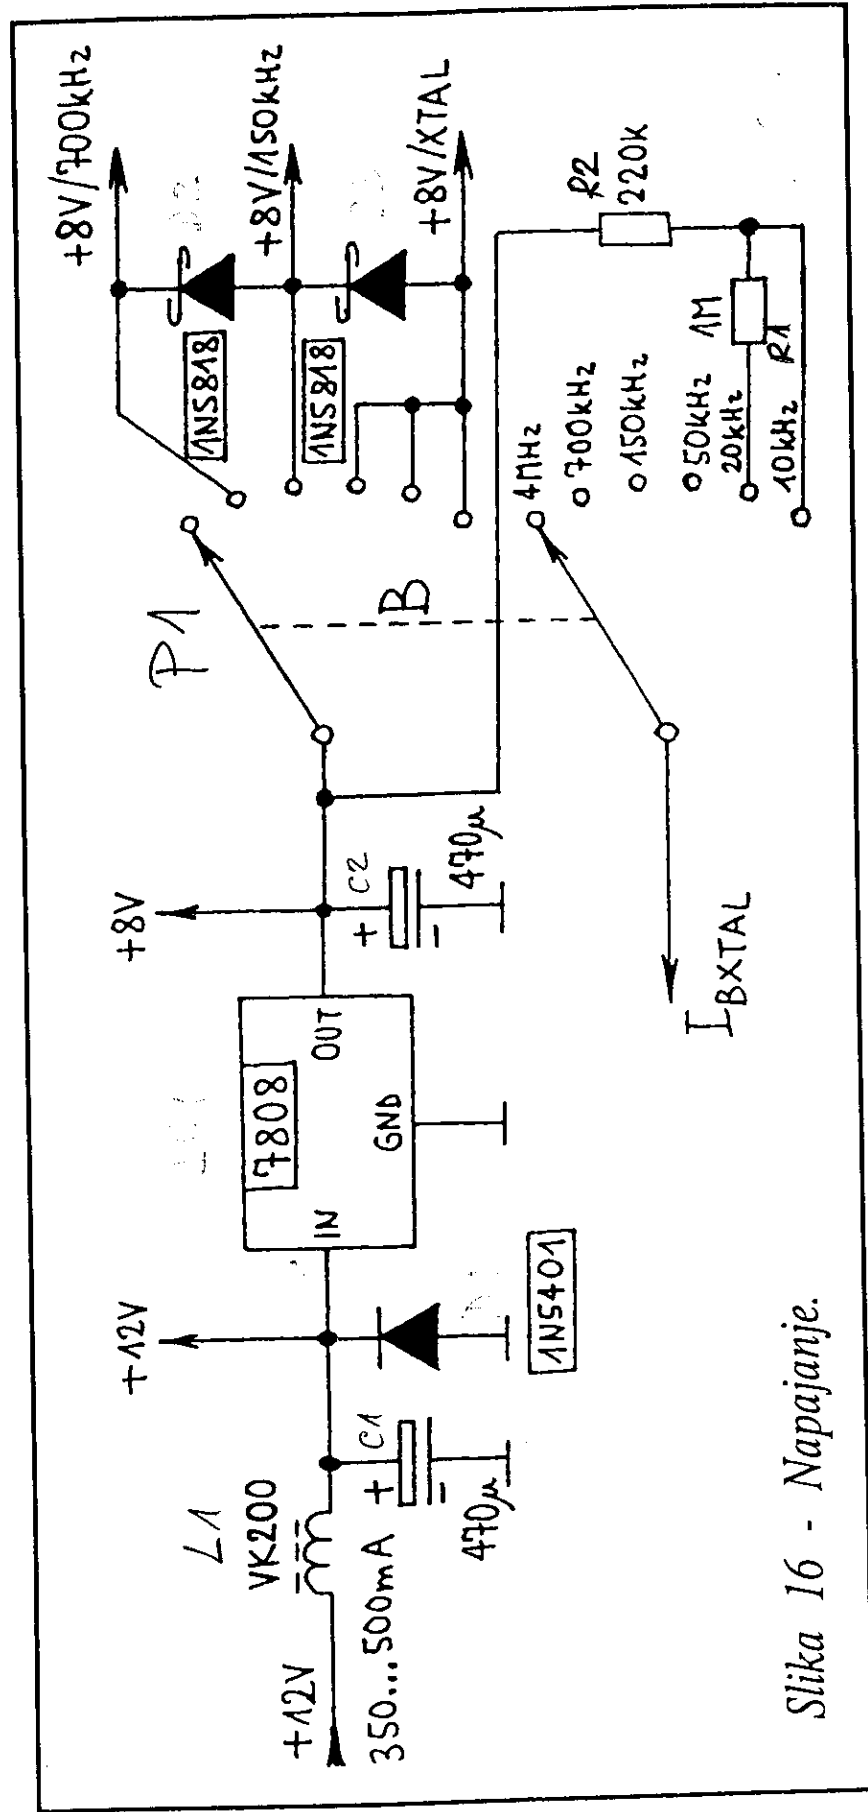 +12V
350...500mA
L1
VK200
C1
+
-
470µ
+12V
1N5401
7808
IN
OUT
GND
+8V
C2
+
-
470µ
P1
B
IBXTAL
1N5818
1N5818
+8V/700kHz
+8V/150kHz
+8V/XTAL
4MHz
700kHz
150kHz
50kHz
20kHz
10kHz
1M
R1
R2
220k
Slika 16 - Napajanje.